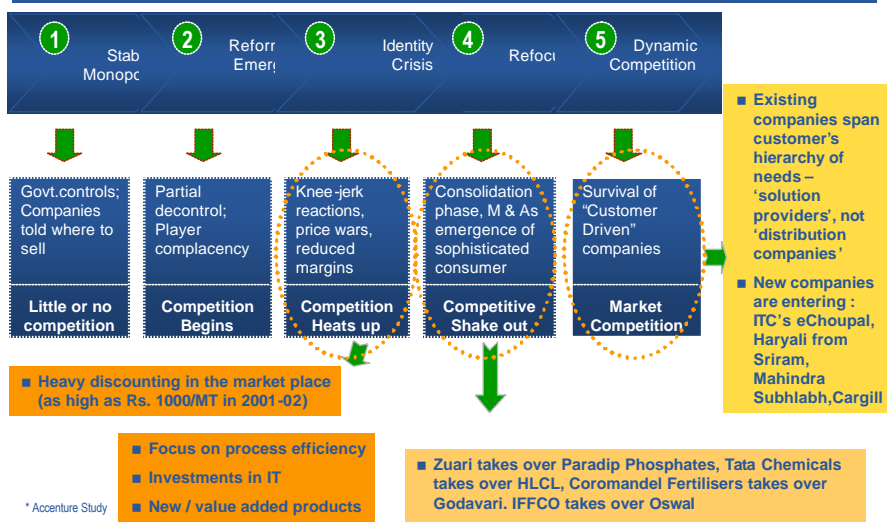 1
Stab
Monopo
2
Reform
Emerg
3
Identity
Crisis
4
Refocu
5
Dynamic
Competition
Govt.controls;
Companies
told where to
sell
Little or no
competition
Partial
decontrol;
Player
complacency
Competition
Begins
Knee-jerk
reactions,
price wars,
reduced
margins
Competition
Heats up
Consolidation
phase, M & As
emergence of
sophisticated
consumer
Competitive
Shake out
Survival of
“Customer
Driven”
companies
Market
Competition
■ Existing
companies span
customer’s
hierarchy of
needs –
‘solution
providers’, not
‘distribution
companies’
■ New companies
are entering :
ITC’s eChoupal,
Haryali from
Sriram,
Mahindra
Subhlabh,Cargill
■ Heavy discounting in the market place
(as high as Rs. 1000/MT in 2001-02)
■ Focus on process efficiency
■ Investments in IT
■ New / value added products
■ Zuari takes over Paradip Phosphates, Tata Chemicals
takes over HLCL, Coromandel Fertilisers takes over
Godavari. IFFCO takes over Oswal
* Accenture Study